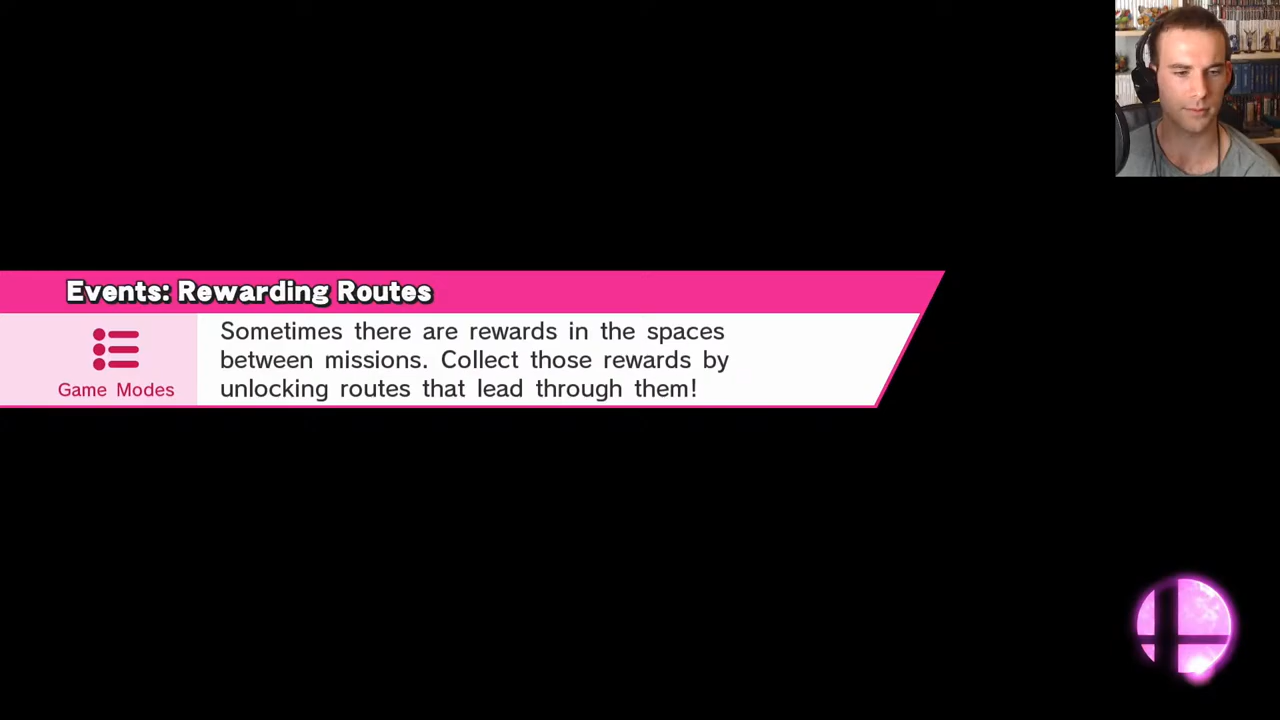 Events: Rewarding Routes
Sometimes there are rewards in the spaces
between missions. Collect those rewards by
unlocking routes that lead through them!
Game Modes